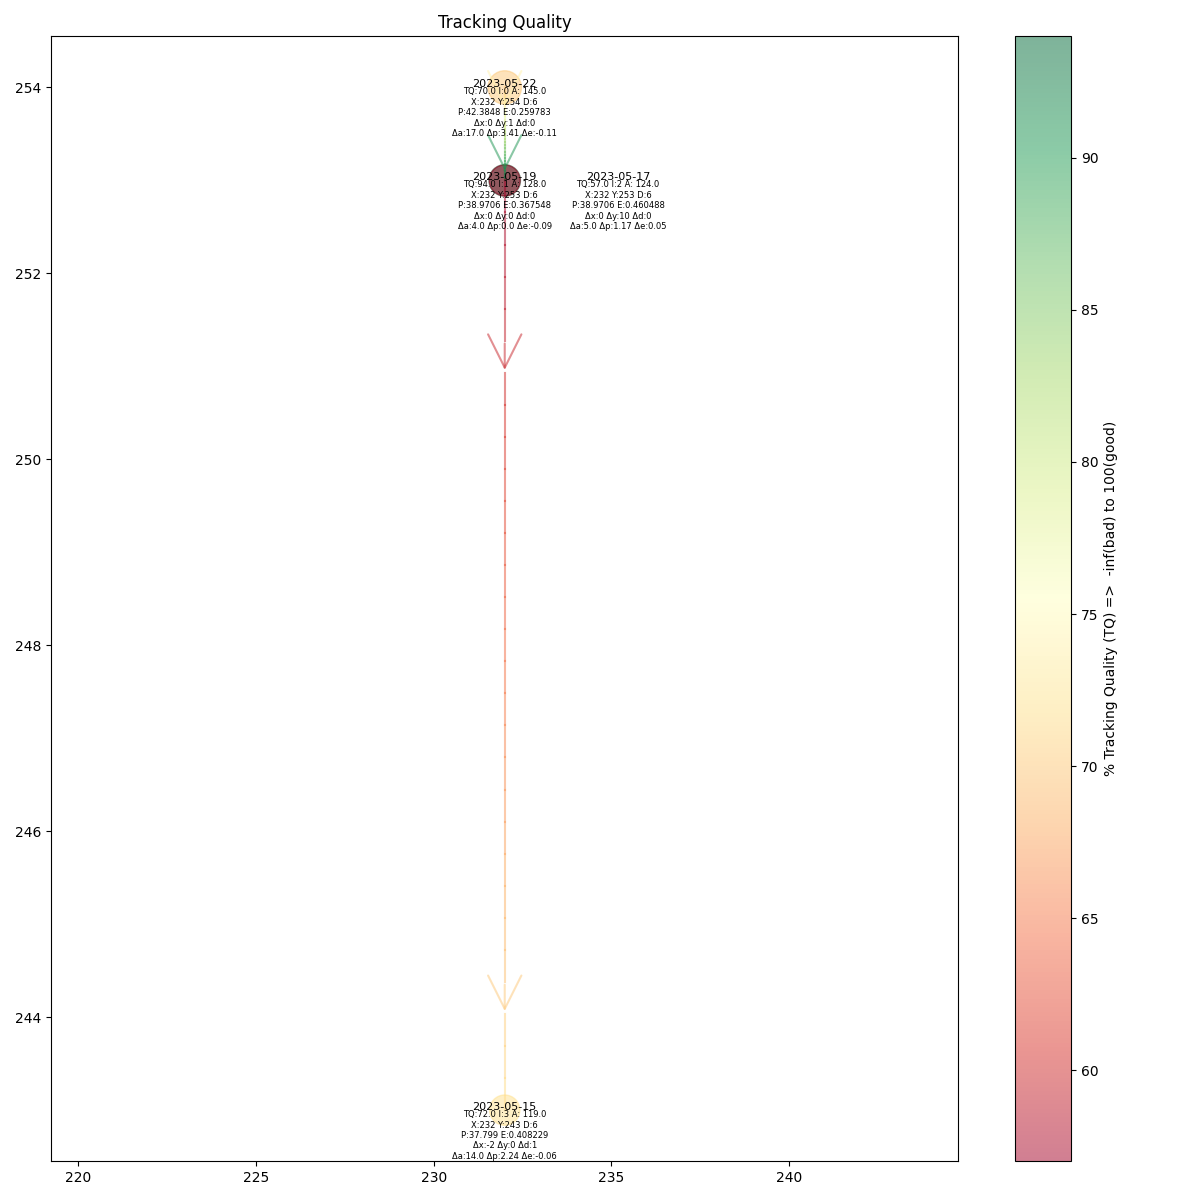 Tracking Quality
254
252
250
248
246
244
220
225
230
235
240
2023-05-22
TQ:70.0 I:0 A: 145.0
X:232 Y:254 D:6
P:42.3848 E:0.259783
Δx:0 Δy:1 Δd:0
Δa:17.0 Δp:3.41 Δe:-0.11
2023-05-19
TQ:94.0 I:1 A: 128.0
X:232 Y:253 D:6
P:38.9706 E:0.367548
Δx:0 Δy:0 Δd:0
Δa:4.0 Δp:0.0 Δe:-0.09
2023-05-17
TQ:57.0 I:2 A: 124.0
X:232 Y:253 D:6
P:38.9706 E:0.460488
Δx:0 Δy:10 Δd:0
Δa:5.0 Δp:1.17 Δe:0.05
2023-05-15
TQ:72.0 I:3 A: 119.0
X:232 Y:243 D:6
P:37.799 E:0.408229
Δx:-2 Δy:0 Δd:1
Δa:14.0 Δp:2.24 Δe:-0.06
90
85
80
75
70
65
60
% Tracking Quality (TQ) => -inf(bad) to 100(good)